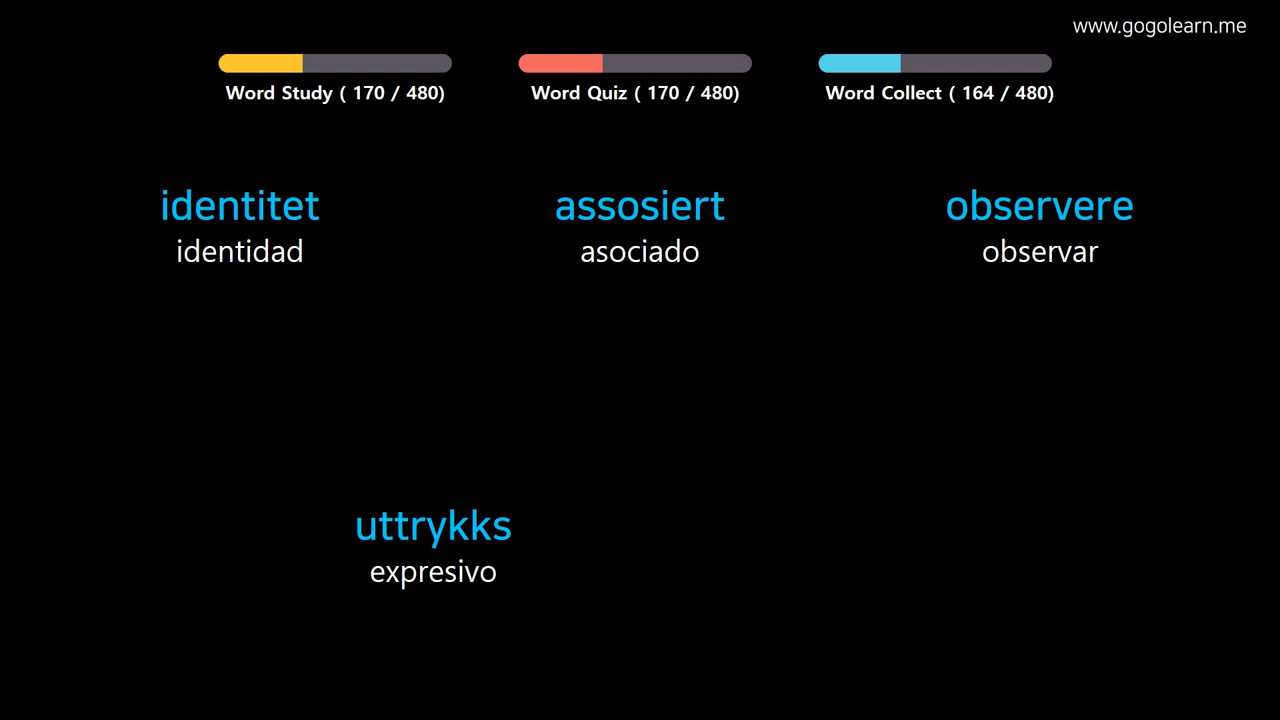 www.gogolearn.me
Word Study ( 170 / 480)
Word Quiz ( 170 / 480)
Word Collect ( 164 / 480)
identitet
identidad
assosiert
asociado
observere
observar
uttrykks
expresivo